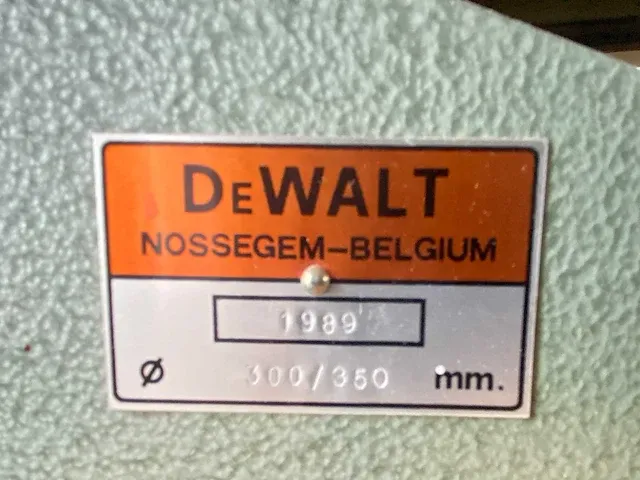 DeWALT
NOSSEGEM-BELGIUM
1989
Ø 300/350 mm.